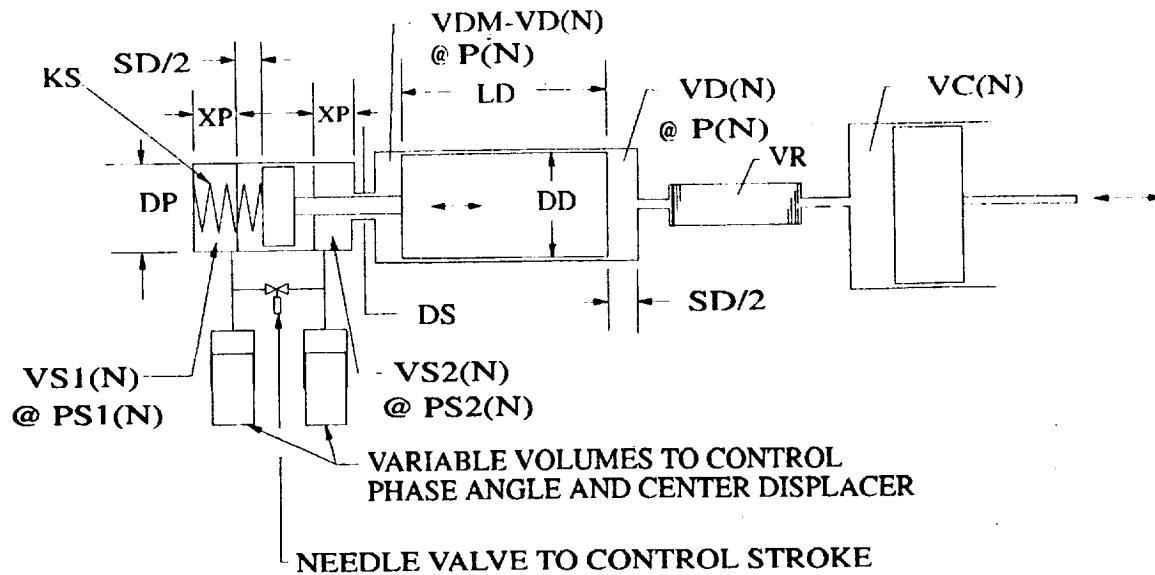 VDM-VD(N)
@ P(N)
SD/2
KS
LD
VC(N)
XP
XP
VD(N)
@ P(N)
VR
DP
DD
SD/2
DS
VS1(N)
@ PS1(N)
VS2(N)
@ PS2(N)
VARIABLE VOLUMES TO CONTROL
PHASE ANGLE AND CENTER DISPLACER
NEEDLE VALVE TO CONTROL STROKE